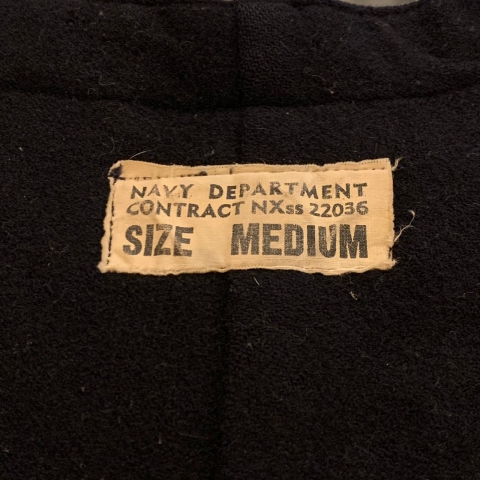 NAVY DEPARTMENT
CONTRACT NXss 22036
SIZE MEDIUM